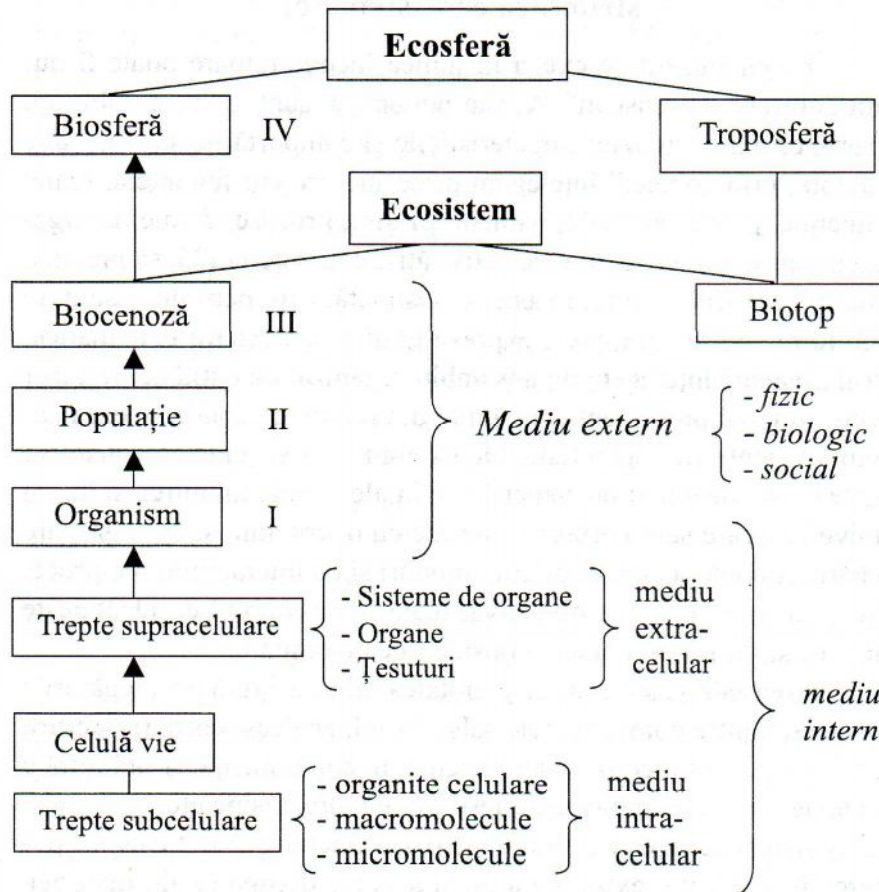 Ecosferă
Biosferă IV
Troposferă
Ecosistem
Biocenoză III
Biotop
Populație II
Mediu extern
- fizic
- biologic
- social
Organism I
Trepte supracelulare
- Sisteme de organe
- Organe
- Țesuturi
mediu
extra-
celular
mediu
intern
Celulă vie
Trepte subcelulare
- organite celulare
- macromolecule
- micromolecule
mediu
intra-
celular